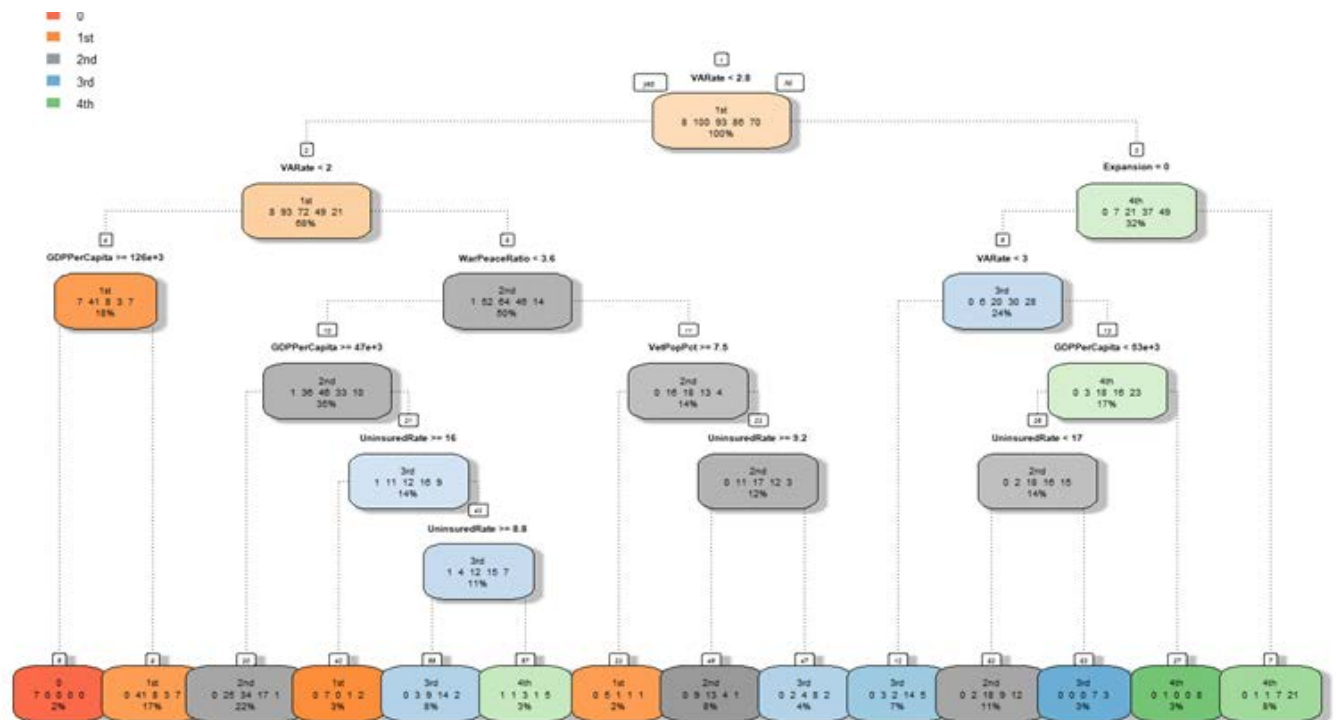 0
1st
2nd
3rd
4th
1
VARate < 2.8
yes
no
1st
8 100 93 86 70
100%
2
VARate < 2
1st
8 93 72 49 21
68%
3
Expansion = 0
4th
0 7 21 37 49
32%
4
GDPPerCapita >= 126e+3
1st
7 41 8 3 7
18%
5
WarPeaceRatio < 3.6
2nd
1 52 64 46 14
50%
6
VARate < 3
3rd
0 6 20 30 28
24%
10
GDPPerCapita >= 47e+3
2nd
1 36 46 33 10
35%
11
VetPopPct >= 7.5
2nd
0 16 18 13 4
14%
13
GDPPerCapita < 53e+3
4th
0 3 18 16 23
17%
21
UninsuredRate >= 16
3rd
1 11 12 16 9
14%
23
UninsuredRate >= 9.2
2nd
0 11 17 12 3
12%
26
UninsuredRate < 17
2nd
0 2 18 16 15
14%
43
UninsuredRate >= 8.8
3rd
1 4 12 15 7
11%
8 9 20 42 86 87 22 46 47 12 52 53 27 7
0 1st 2nd 1st 3rd 4th 1st 2nd 3rd 3rd 2nd 3rd 4th 4th
7 0 0 0 0 0 41 8 3 7 0 25 34 17 1 0 7 0 1 2 0 3 9 14 2 1 1 3 1 5 0 5 1 1 1 0 9 13 4 1 0 2 4 8 2 0 3 2 14 5 0 2 18 9 12 0 0 0 7 3 0 1 0 0 8 0 1 1 7 21
2% 17% 22% 3% 8% 3% 2% 8% 4% 7% 11% 3% 3% 8%